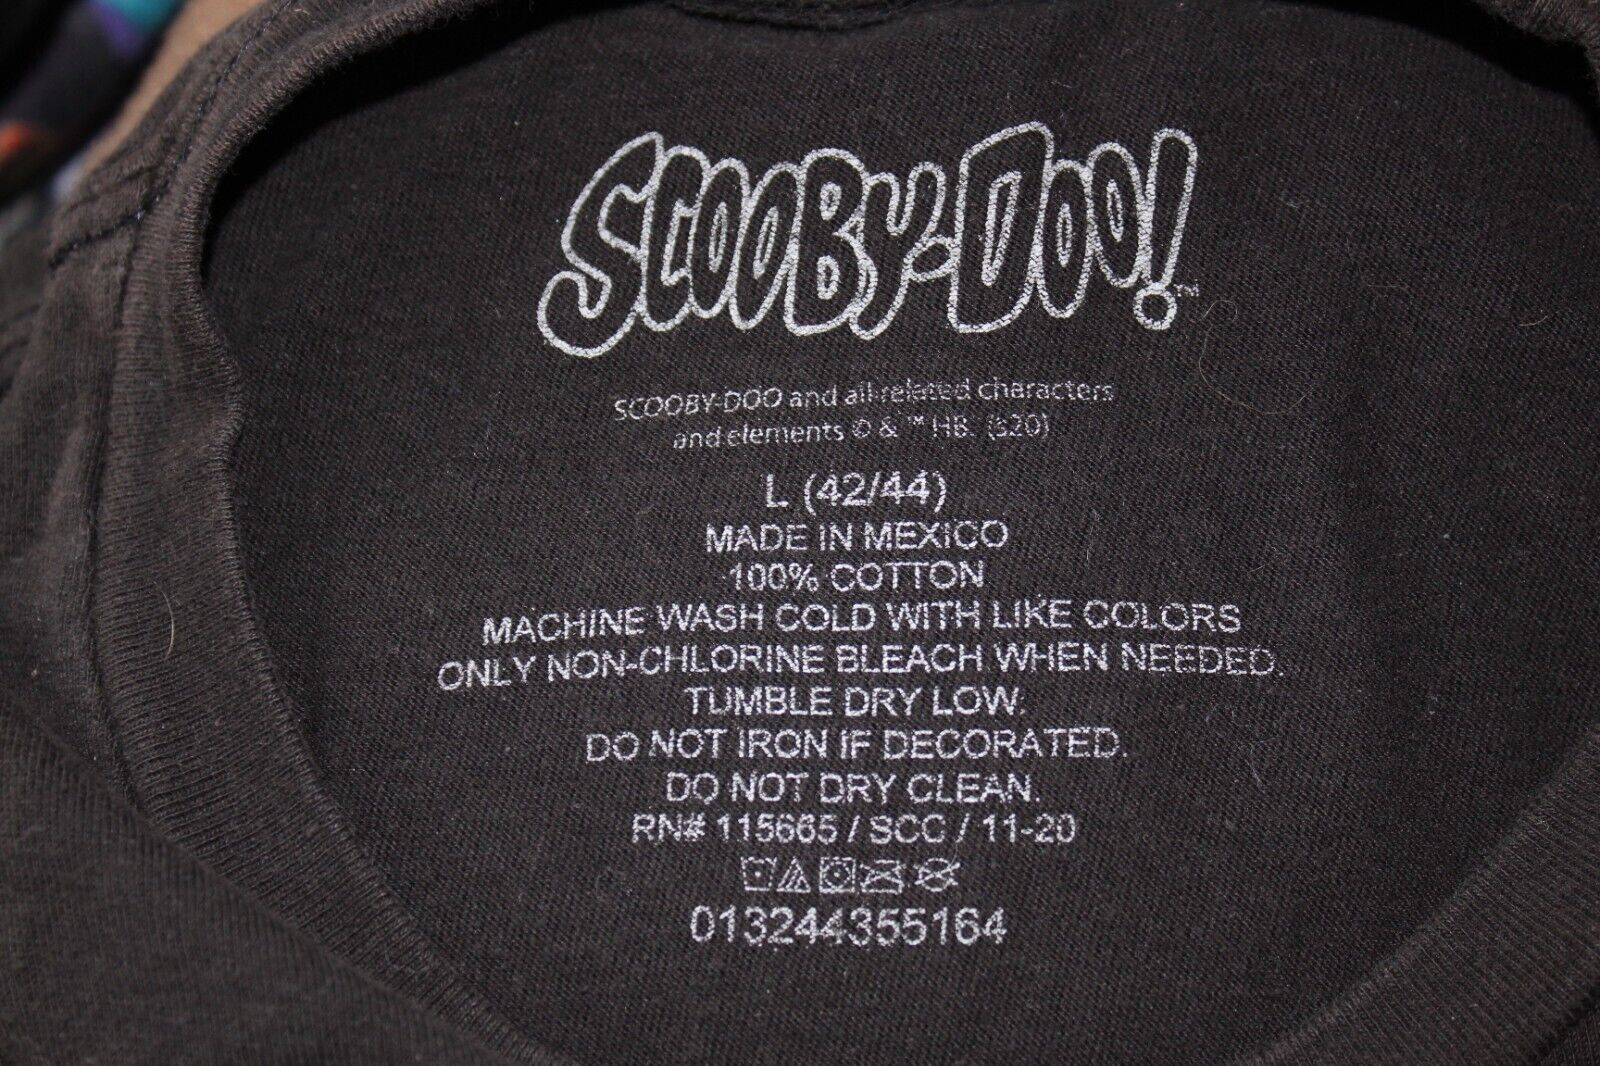 SCOOBY-DOO!™
SCOOBY-DOO and all related characters
and elements © & ™ HB. (s20)
L (42/44)
MADE IN MEXICO
100% COTTON
MACHINE WASH COLD WITH LIKE COLORS
ONLY NON-CHLORINE BLEACH WHEN NEEDED.
TUMBLE DRY LOW.
DO NOT IRON IF DECORATED.
DO NOT DRY CLEAN.
RN# 115665 / SCC / 11-20
013244355164